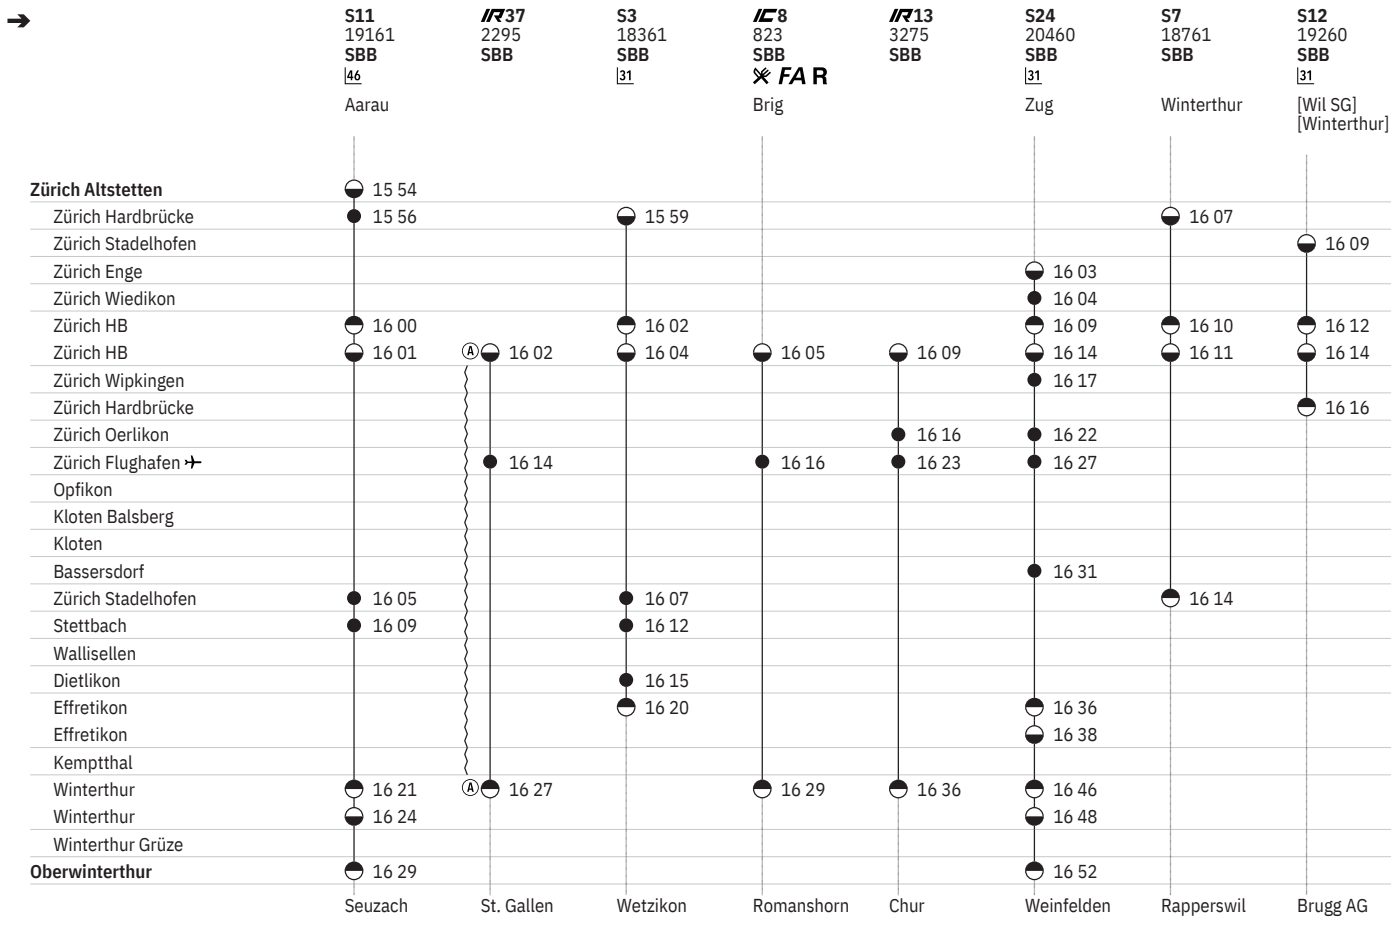 ➔ S11 IR37 S3 IC8 IR13 S24 S7 S12
19161 2295 18361 823 3275 20460 18761 19260
SBB SBB SBB SBB SBB SBB SBB SBB
46 31 FA R 31 31
Aarau Brig Zug Winterthur [Wil SG]
[Winterthur]
Zürich Altstetten 15 54
Zürich Hardbrücke 15 56 15 59 16 07
Zürich Stadelhofen 16 09
Zürich Enge 16 03
Zürich Wiedikon 16 04
Zürich HB 16 00 16 02 16 09 16 10 16 12
Zürich HB 16 01 A 16 02 16 04 16 05 16 09 16 14 16 11 16 14
Zürich Wipkingen 16 17
Zürich Hardbrücke 16 16
Zürich Oerlikon 16 16 16 22
Zürich Flughafen 16 14 16 16 16 23 16 27
Opfikon
Kloten Balsberg
Kloten
Bassersdorf 16 31
Zürich Stadelhofen 16 05 16 07 16 14
Stettbach 16 09 16 12
Wallisellen
Dietlikon 16 15
Effretikon 16 20 16 36
Effretikon 16 38
Kemptthal
Winterthur 16 21 A 16 27 16 29 16 36 16 46
Winterthur 16 24 16 48
Winterthur Grüze
Oberwinterthur 16 29 16 52
Seuzach St. Gallen Wetzikon Romanshorn Chur Weinfelden Rapperswil Brugg AG